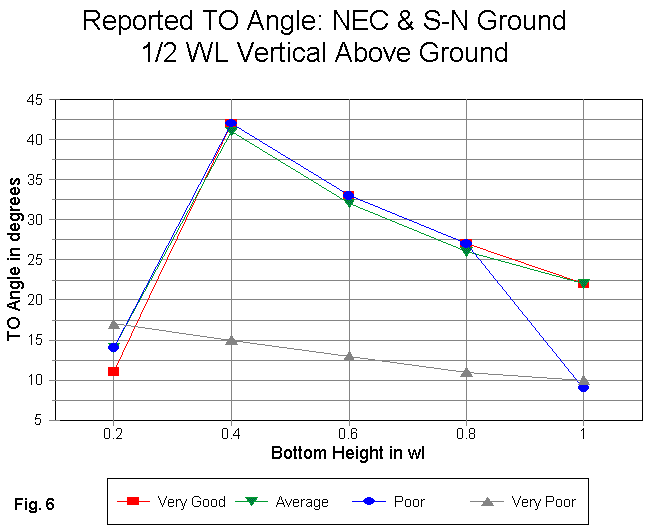 Reported TO Angle: NEC & S-N Ground
1/2 WL Vertical Above Ground
TO Angle in degrees
45
40
35
30
25
20
15
10
5
0.2 0.4 0.6 0.8 1
Bottom Height in wl
Fig. 6
Very Good Average Poor Very Poor